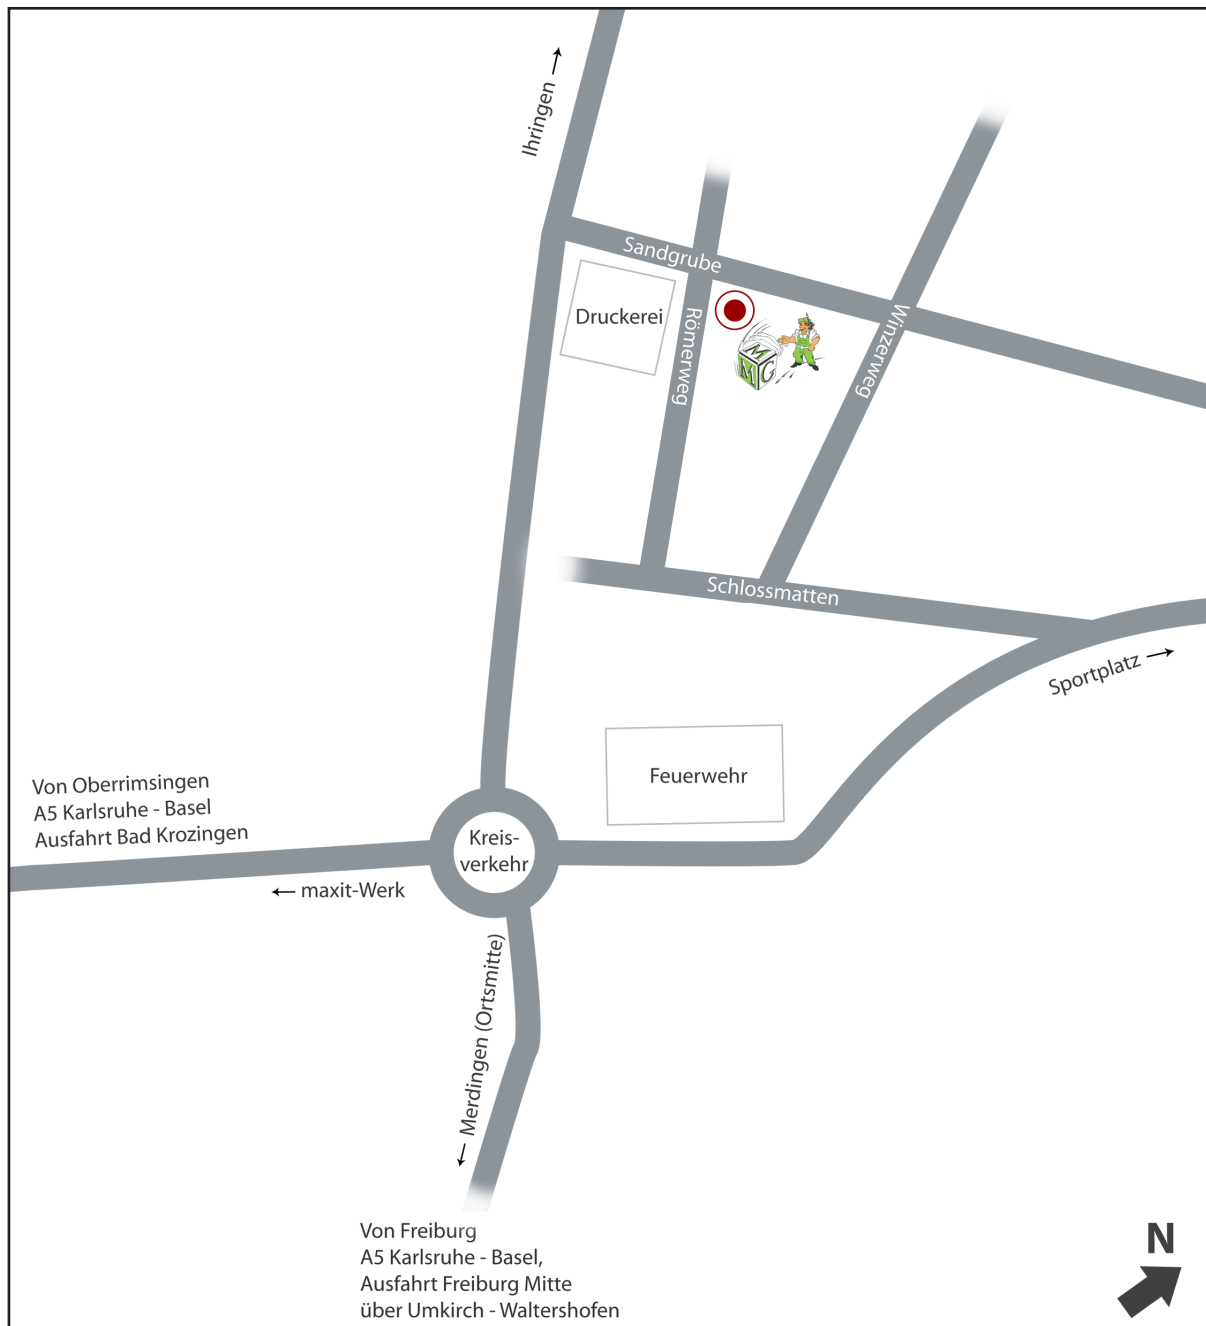 Ihringen
Sandgrube
Druckerei
Römerweg
Winzerweg
M
M G
Schlossmatten
Sportplatz
Feuerwehr
Von Oberrimsingen
A5 Karlsruhe - Basel
Ausfahrt Bad Krozingen
Kreis-
verkehr
maxit-Werk
Merdingen (Ortsmitte)
Von Freiburg
A5 Karlsruhe - Basel,
Ausfahrt Freiburg Mitte
über Umkirch - Waltershofen
N